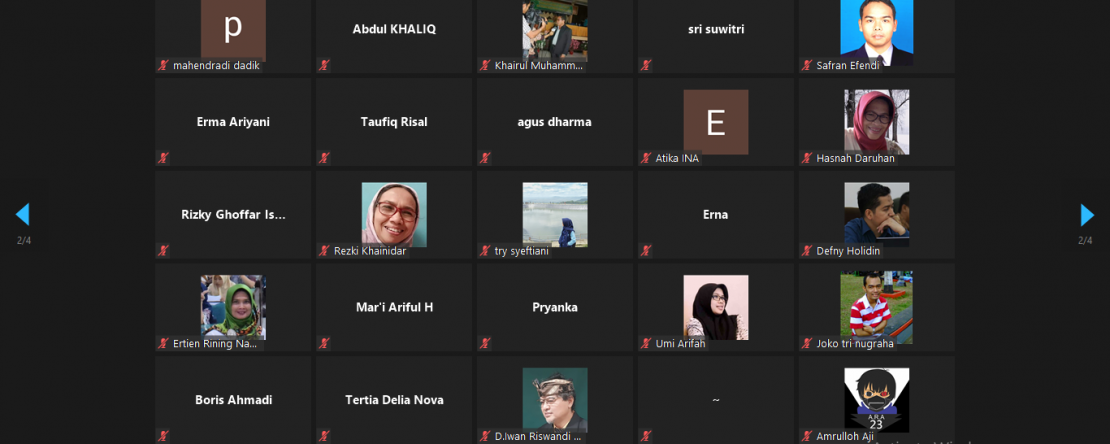 p
mahendradi dadik
Abdul KHALIQ
Khairul Muhamm...
sri suwitri
Safran Efendi
Erma Ariyani
Taufiq Risal
agus dharma
E
Atika INA
Hasnah Daruhan
2/4
Rizky Ghoffar Is...
Rezki Khainidar
try syeftiani
Erna
Defny Holidin
2/4
Ertien Rining Na...
Mar'i Ariful H
Pryanka
Umi Arifah
Joko tri nugraha
Boris Ahmadi
Tertia Delia Nova
D.Iwan Riswandi ...
~
A.R.A
23
Amrulloh Aji